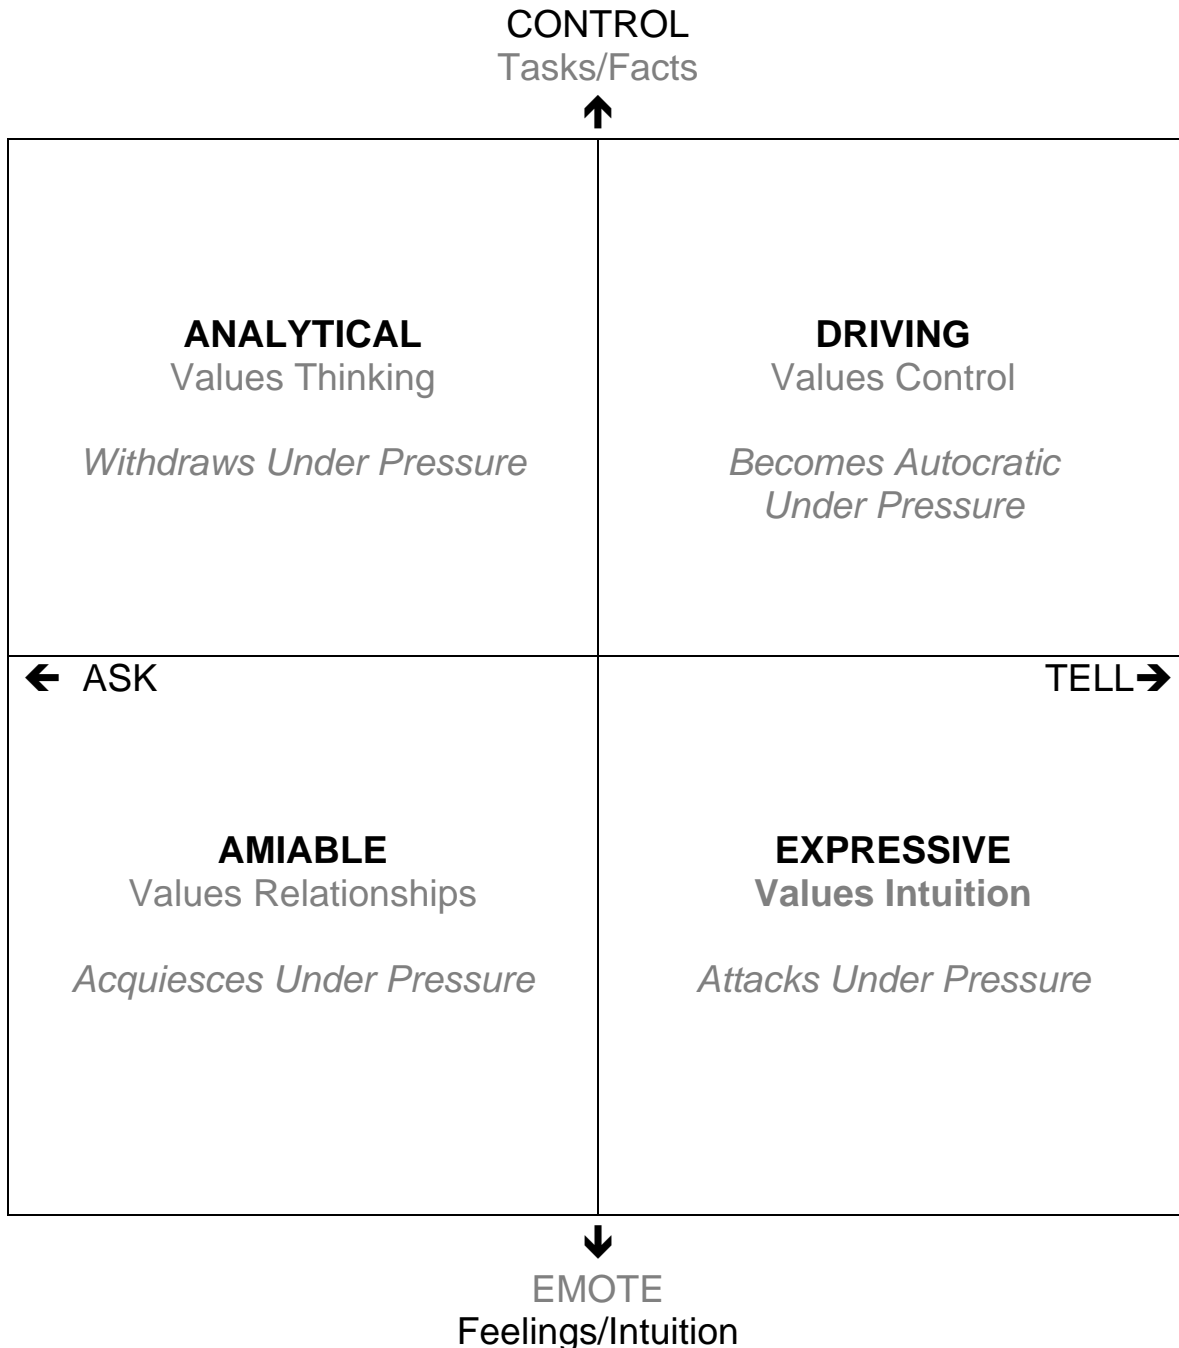 CONTROL
Tasks/Facts
↑
ANALYTICAL
Values Thinking
Withdraws Under Pressure
DRIVING
Values Control
Becomes Autocratic
Under Pressure
← ASK
TELL→
AMIABLE
Values Relationships
Acquiesces Under Pressure
EXPRESSIVE
Values Intuition
Attacks Under Pressure
↓
EMOTE
Feelings/Intuition